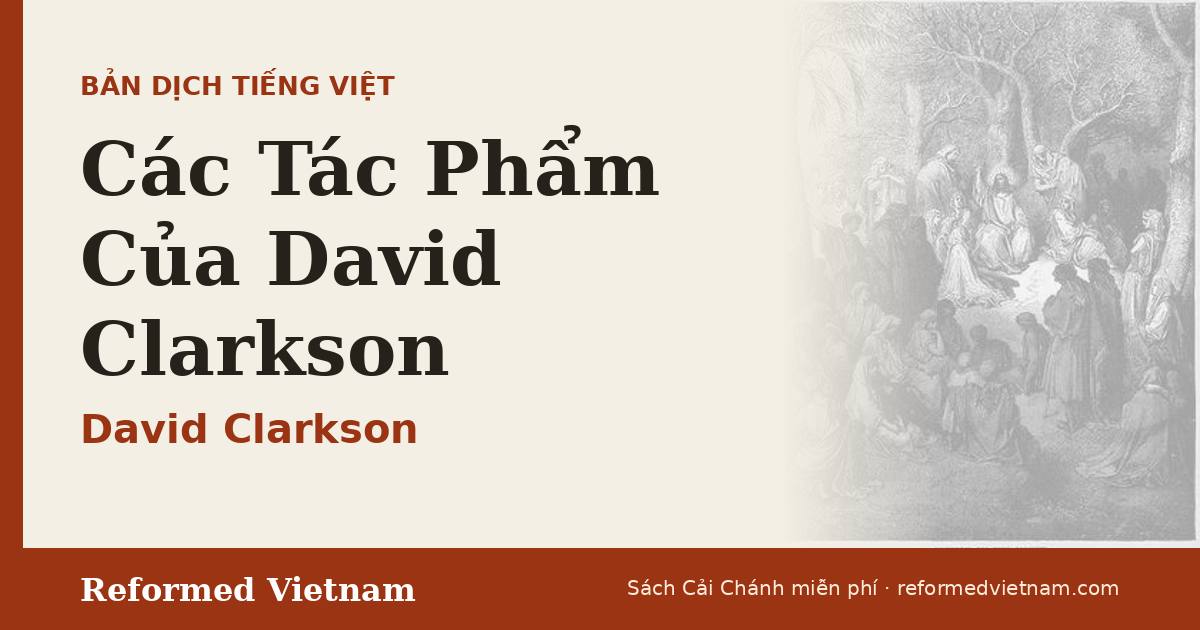 BẢN DỊCH TIẾNG VIỆT
Các Tác Phẩm
Của David
Clarkson
David Clarkson
Reformed Vietnam
Sách Cải Chánh miễn phí · reformedvietnam.com